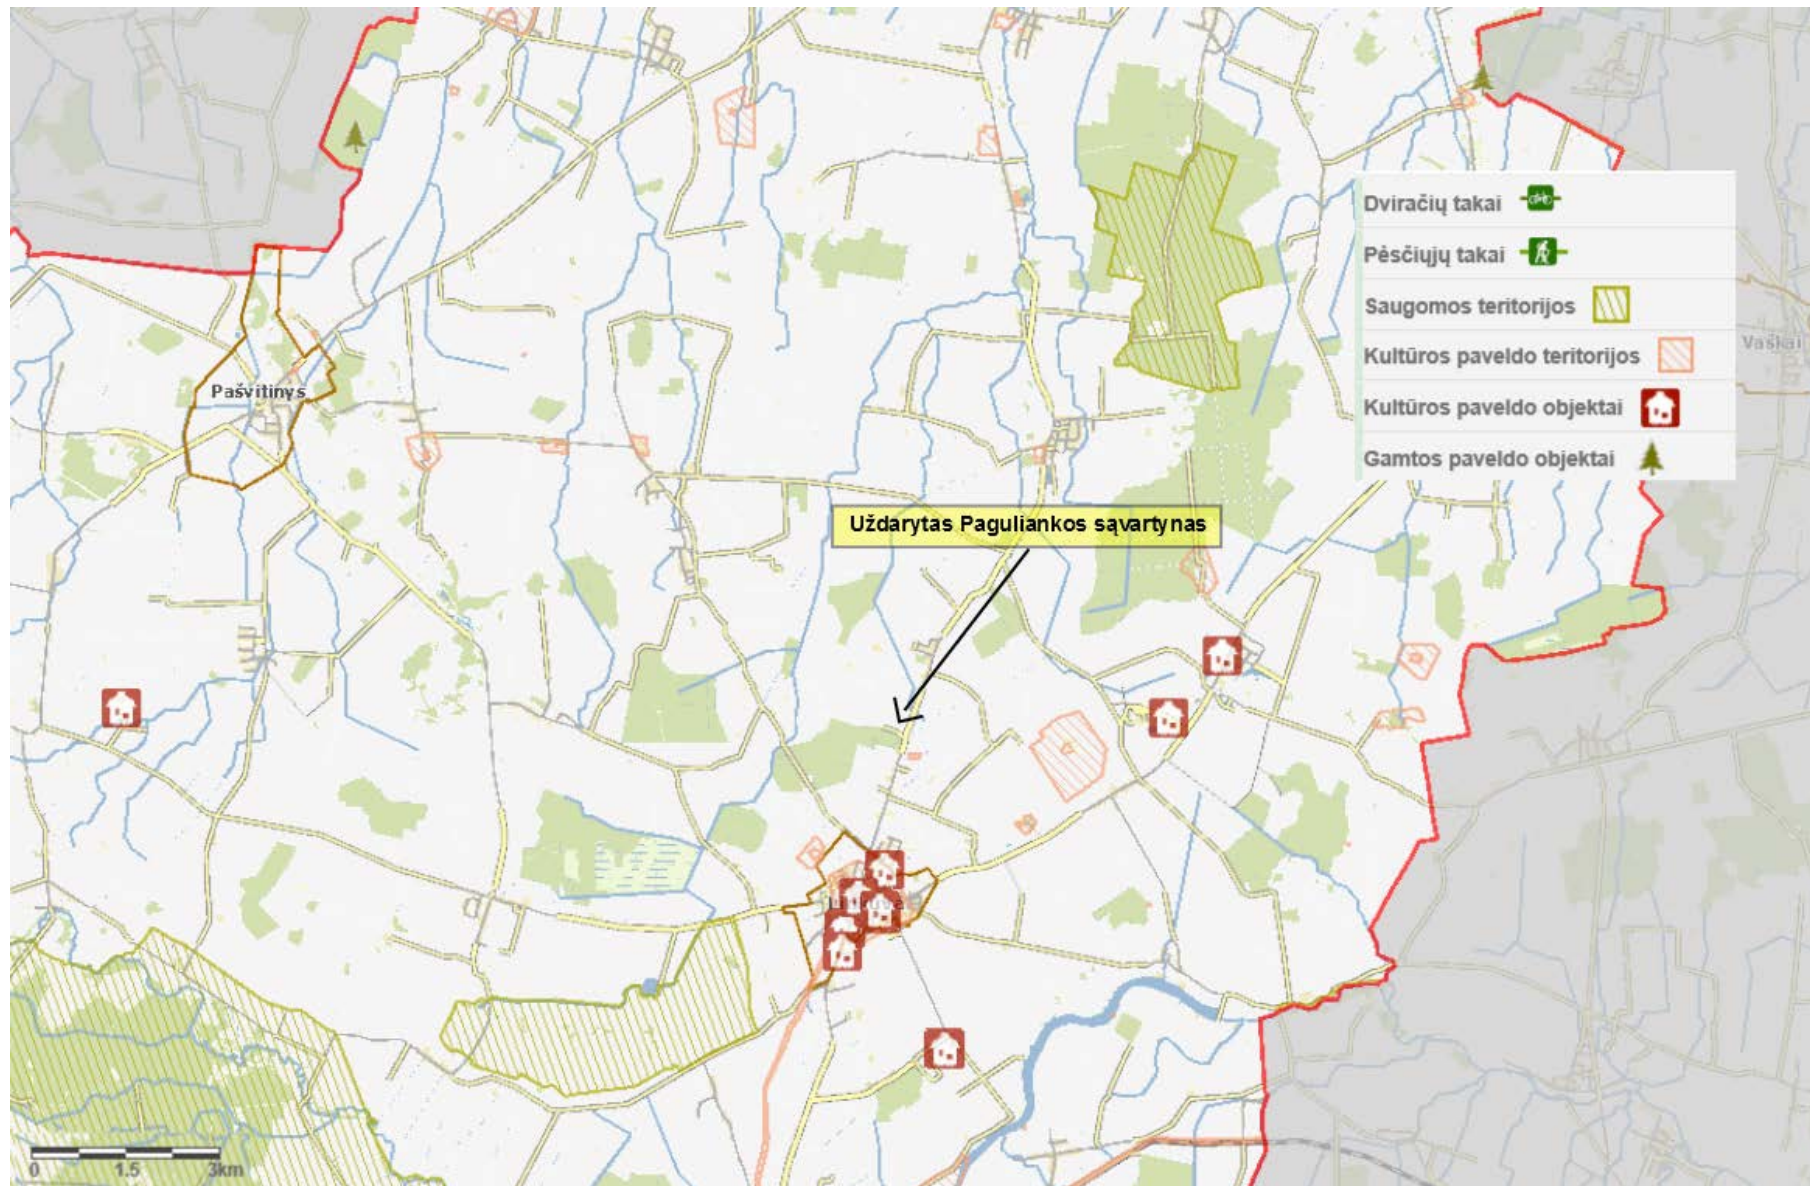 Dviračių takai
Pėsčiųjų takai
Saugomos teritorijos
Kultūros paveldo teritorijos
Vaškai
Kultūros paveldo objektai
Pašvitinys
Gamtos paveldo objektai
Uždarytas Paguliankos sąvartynas
0 1.5 3km